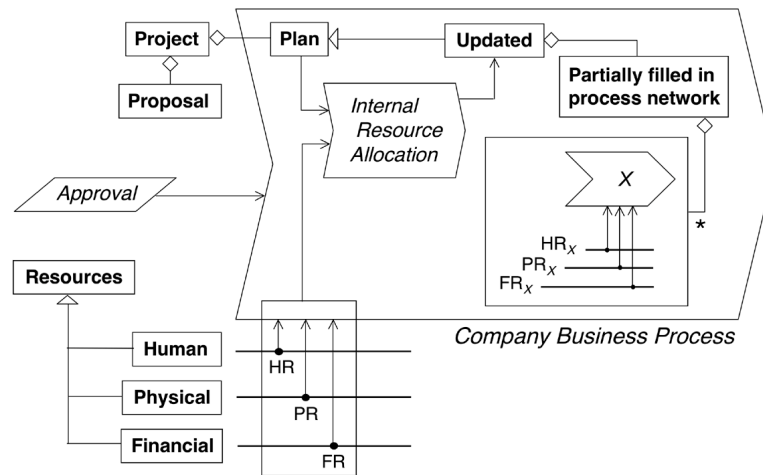 Project
Plan
Updated
Proposal
Partially filled in
process network
Internal
Resource
Allocation
Approval
X
*
HRX
PRX
FRX
Resources
Company Business Process
Human
HR
Physical
PR
Financial
FR